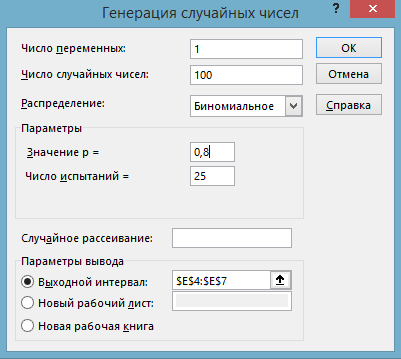 Генерация случайных чисел ? ×
Число переменных: 1 ОК
Число случайных чисел: 100 Отмена
Распределение: Биномиальное Справка
Параметры
Значение p = 0,8
Число испытаний = 25
Случайное рассеивание:
Параметры вывода
Выходной интервал: $E$4:$E$7
Новый рабочий лист:
Новая рабочая книга